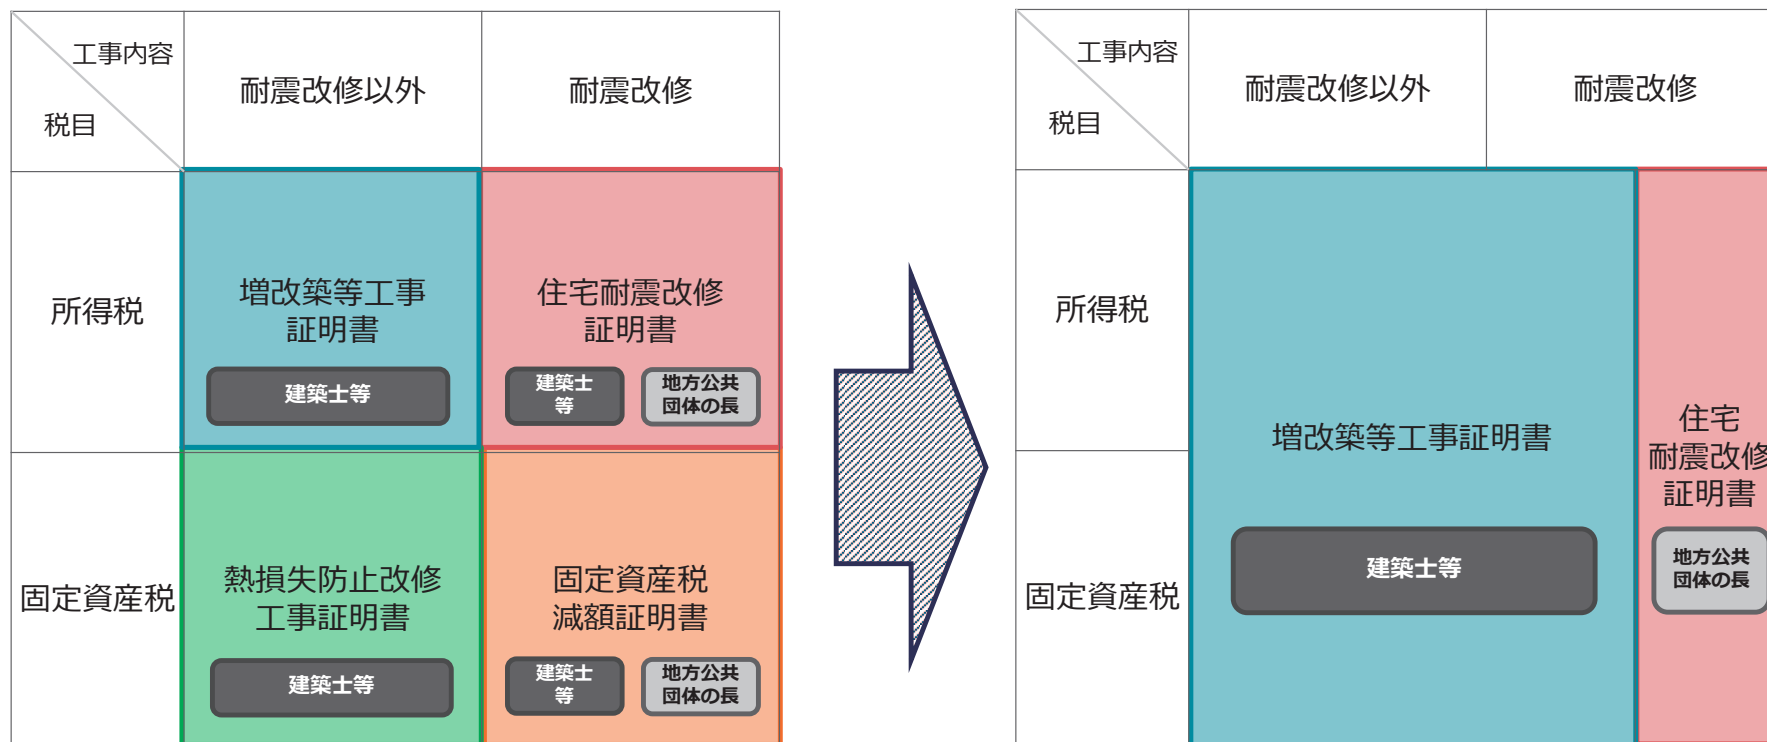 工事内容
税目
耐震改修以外
耐震改修
所得税
増改築等工事
証明書
建築士等
住宅耐震改修
証明書
建築士
等
地方公共
団体の長
固定資産税
熱損失防止改修
工事証明書
建築士等
固定資産税
減額証明書
建築士
等
地方公共
団体の長
工事内容
税目
耐震改修以外
耐震改修
所得税
固定資産税
増改築等工事証明書
建築士等
住宅
耐震改修
証明書
地方公共
団体の長